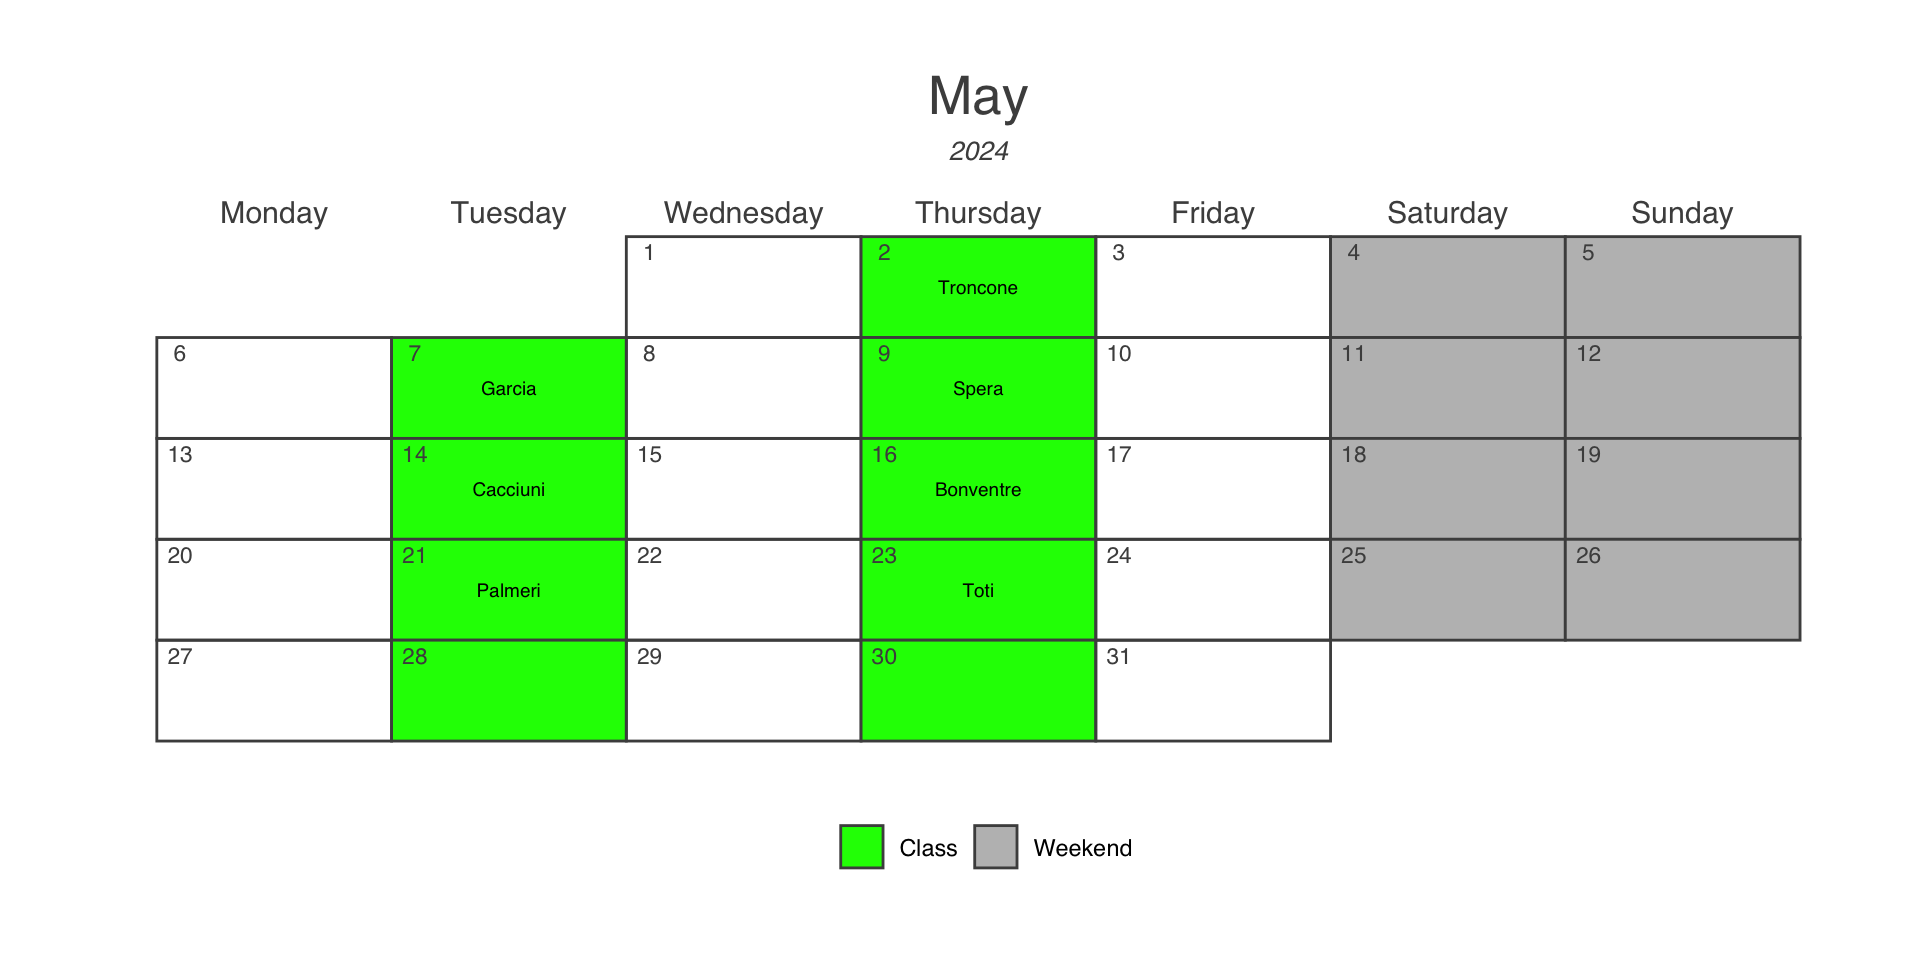 May
2024
Monday Tuesday Wednesday Thursday Friday Saturday Sunday
1 2 3 4 5
Troncone
6 7 8 9 10 11 12
Garcia Spera
13 14 15 16 17 18 19
Cacciuni Bonventre
20 21 22 23 24 25 26
Palmeri Toti
27 28 29 30 31
Class Weekend